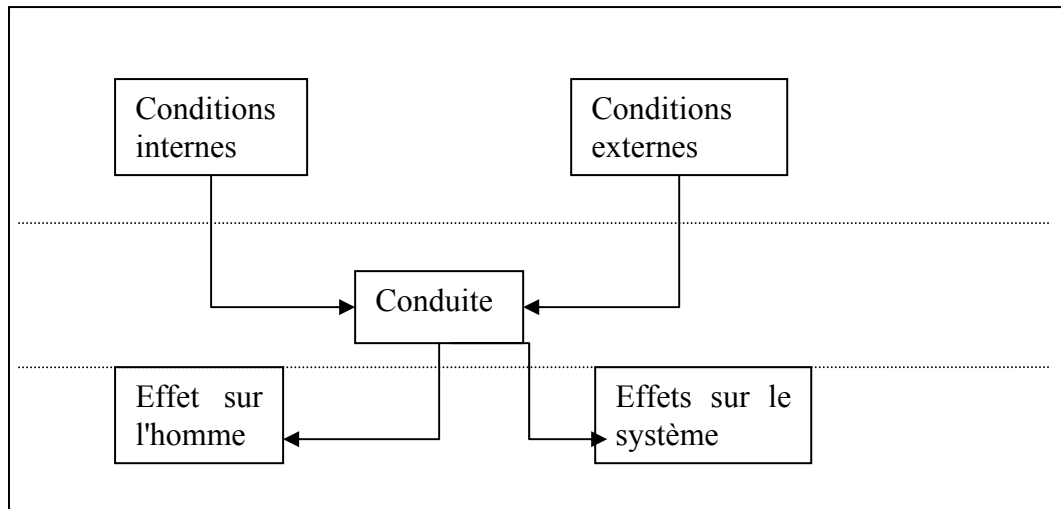 Conditions
internes
Conditions
externes
Conduite
Effet sur
l'homme
Effets sur le
système